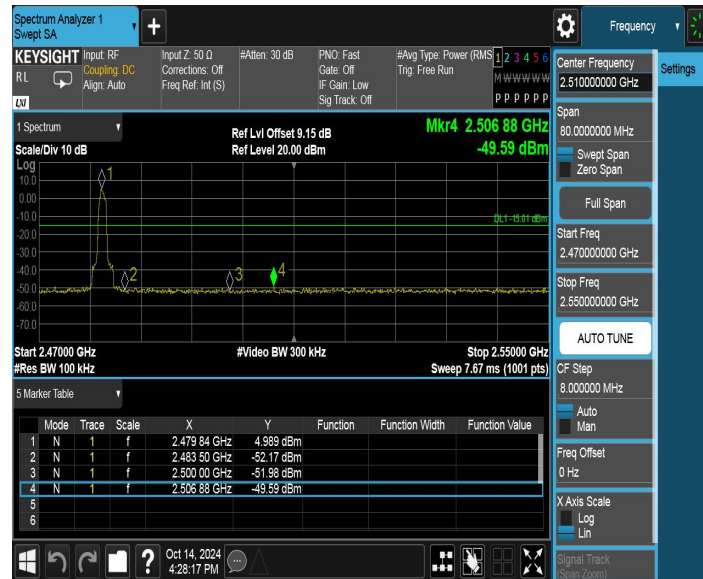 Spectrum Analyzer 1
Swept SA
+
Frequency
KEYSIGHT
RL
LXI
Input: RF
Coupling: DC
Align: Auto
Input Z: 50 Ω
Corrections: Off
Freq Ref: Int (S)
#Atten: 30 dB
PNO: Fast
Gate: Off
IF Gain: Low
Sig Track: Off
#Avg Type: Power (RMS
Trig: Free Run
1 2 3 4 5 6
M W W W W W
P P P P P P
Center Frequency
2.510000000 GHz
Settings
Span
80.0000000 MHz
Swept Span
Zero Span
Full Span
Start Freq
2.470000000 GHz
Stop Freq
2.550000000 GHz
AUTO TUNE
CF Step
8.000000 MHz
Auto
Man
Freq Offset
0 Hz
X Axis Scale
Log
Lin
Signal Track
(Span Zoom)
1 Spectrum
Scale/Div 10 dB
Ref Lvl Offset 9.15 dB
Ref Level 20.00 dBm
Mkr4 2.506 88 GHz
-49.59 dBm
Log
10.0
0.00
-10.0
-20.0
-30.0
-40.0
-50.0
-60.0
-70.0
1
2
3
4
DL1 -15.01 dBm
Start 2.47000 GHz
#Res BW 100 kHz
#Video BW 300 kHz
Stop 2.55000 GHz
Sweep 7.67 ms (1001 pts)
5 Marker Table
Mode Trace Scale X Y Function Function Width Function Value
1 N 1 f 2.479 84 GHz 4.989 dBm
2 N 1 f 2.483 50 GHz -52.17 dBm
3 N 1 f 2.500 00 GHz -51.98 dBm
4 N 1 f 2.506 88 GHz -49.59 dBm
5
6
?
Oct 14, 2024
4:28:17 PM